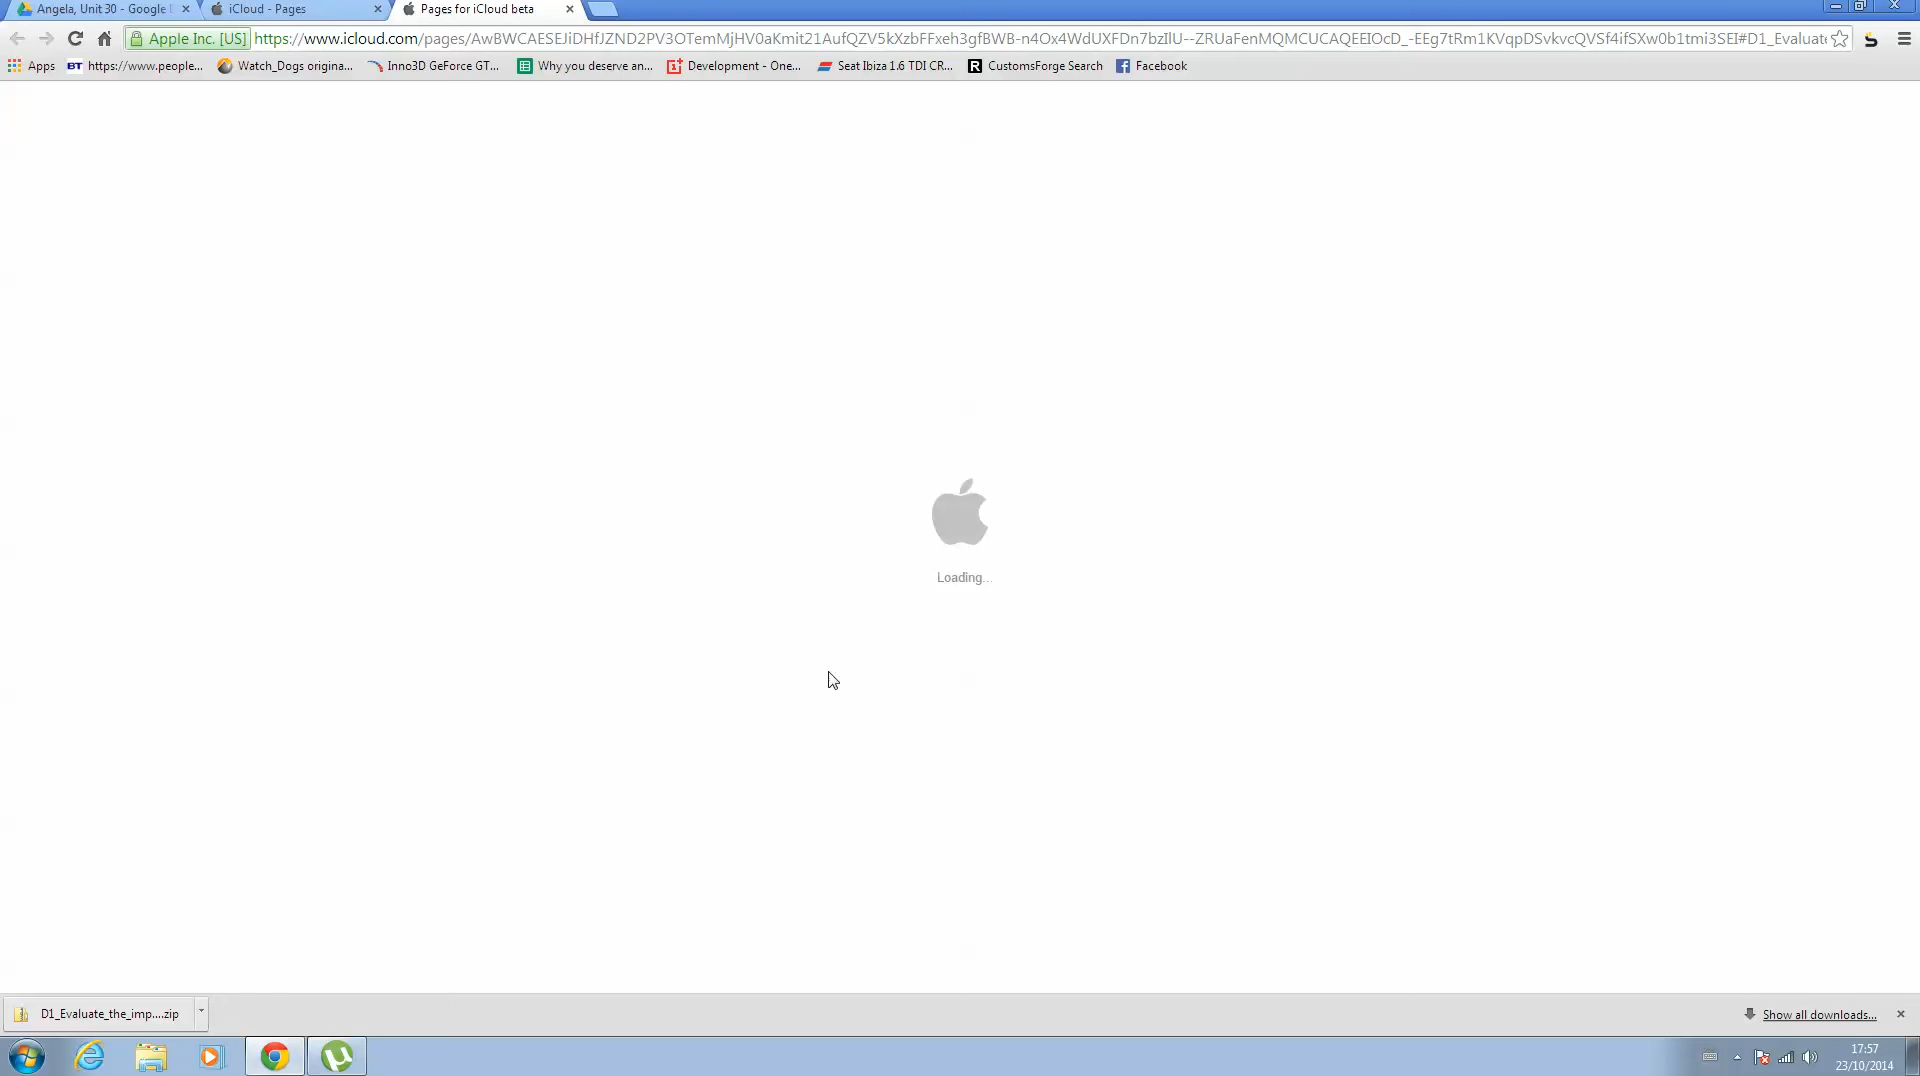 Angela, Unit 30 - Google
iCloud - Pages
Pages for iCloud beta
Apple Inc. [US]
https://www.icloud.com/pages/AwBWCAESEJiDHfJZND2PV3OTemMjHV0aKmit21AufQZV5kXzbFFxeh3gfBWB-n4Ox4WdUXFDn7bzIlU--ZRUaFenMQMCUCAQEEIOcD_-EEg7tRm1KVqpDSvkvcQVSf4ifSXw0b1tmi3SEI#D1_Evaluate
Apps
BT https://www.people...
Watch_Dogs origina...
Inno3D GeForce GT...
Why you deserve an...
Development - One...
Seat Ibiza 1.6 TDI CR...
R CustomsForge Search
Facebook
Loading...
D1_Evaluate_the_imp....zip
Show all downloads...
17:57
23/10/2014